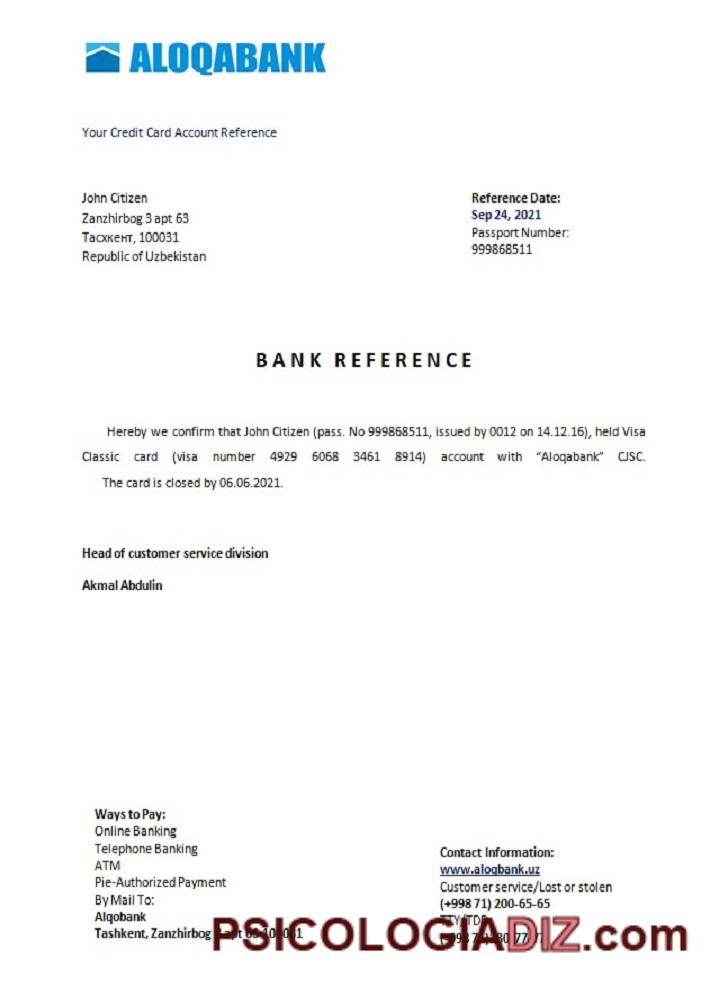 ALOQABANK
Your Credit Card Account Reference
John Citizen
Zanzhirbog 3 apt 63
Тасхкент, 100031
Republic of Uzbekistan
Reference Date:
Sep 24, 2021
Passport Number:
999868511
BANK REFERENCE
Hereby we confirm that John Citizen (pass. No 999868511, issued by 0012 on 14.12.16), held Visa
Classic card (visa number 4929 6068 3461 8914) account with “Aloqabank” CJSC.
The card is closed by 06.06.2021.
Head of customer service division
Akmal Abdulin
Ways to Pay:
Online Banking
Telephone Banking
ATM
Pie-Authorized Payment
By Mail To:
Alqobank
Tashkent, Zanzhirbog 3 apt 63 100031
Contact Information:
www.aloqbank.uz
Customer service/Lost or stolen
(+998 71) 200-65-65
TTY/TDD
PSICOLOGIADIZ.com